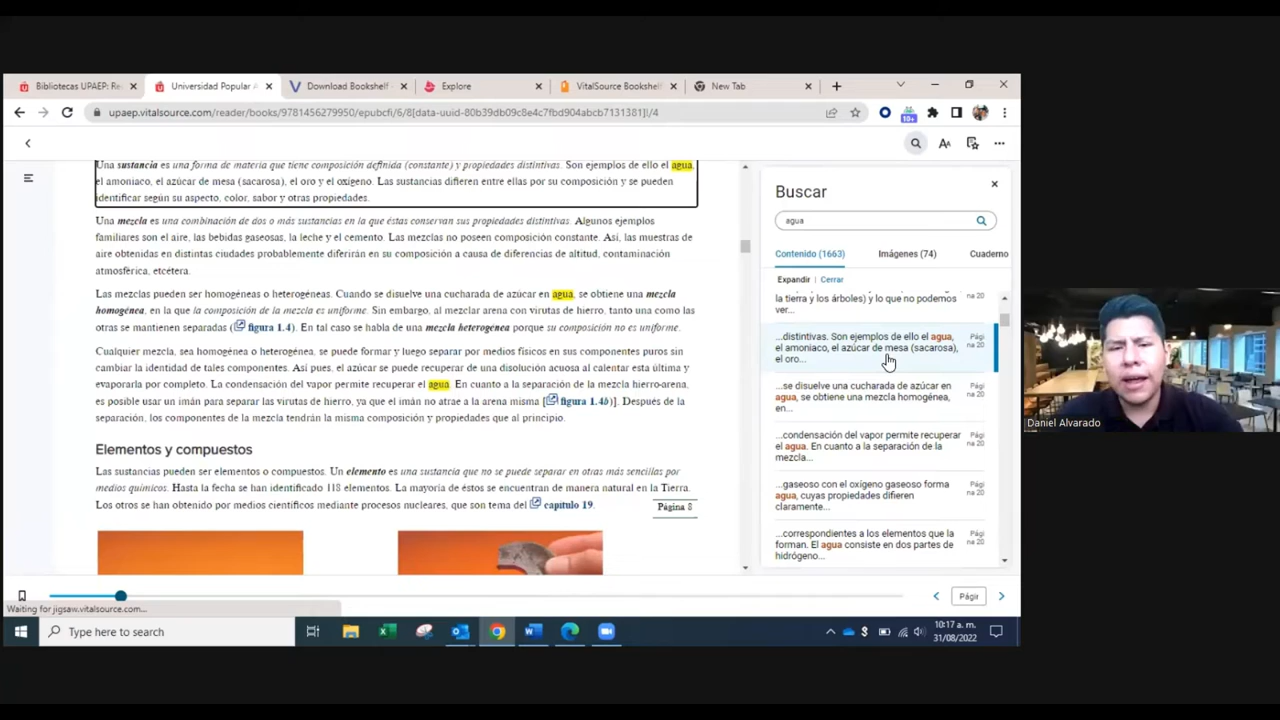 Bibliotecas UPAEP: Re
Universidad Popular A
Download Bookshelf -
Explore
VitalSource Bookshelf
New Tab
upaep.vitalsource.com/reader/books/9781456279950/epubcfi/6/8[data-uuid-80b39db09c8e4c7fbd904abcb7131381]!/4
10+
Una sustancia es una forma de materia que tiene composición definida (constante) y propiedades distintivas. Son ejemplos de ello el agua,
el amoniaco, el azúcar de mesa (sacarosa), el oro y el oxígeno. Las sustancias difieren entre ellas por su composición y se pueden
identificar según su aspecto, color, sabor y otras propiedades.
Una mezcla es una combinación de dos o más sustancias en la que éstas conservan sus propiedades distintivas. Algunos ejemplos
familiares son el aire, las bebidas gaseosas, la leche y el cemento. Las mezclas no poseen composición constante. Así, las muestras de
aire obtenidas en distintas ciudades probablemente diferirán en su composición a causa de diferencias de altitud, contaminación
atmosférica, etcétera.
Las mezclas pueden ser homogéneas o heterogéneas. Cuando se disuelve una cucharada de azúcar en agua, se obtiene una mezcla
homogénea, en la que la composición de la mezcla es uniforme. Sin embargo, al mezclar arena con virutas de hierro, tanto una como las
otras se mantienen separadas (figura 1.4). En tal caso se habla de una mezcla heterogénea porque su composición no es uniforme.
Cualquier mezcla, sea homogénea o heterogénea, se puede formar y luego separar por medios físicos en sus componentes puros sin
cambiar la identidad de tales componentes. Así pues, el azúcar se puede recuperar de una disolución acuosa al calentar esta última y
evaporarla por completo. La condensación del vapor permite recuperar el agua. En cuanto a la separación de la mezcla hierro-arena,
es posible usar un imán para separar las virutas de hierro, ya que el imán no atrae a la arena misma [figura 1.4b)]. Después de la
separación, los componentes de la mezcla tendrán la misma composición y propiedades que al principio.
Elementos y compuestos
Las sustancias pueden ser elementos o compuestos. Un elemento es una sustancia que no se puede separar en otras más sencillas por
medios químicos. Hasta la fecha se han identificado 118 elementos. La mayoría de éstos se encuentran de manera natural en la Tierra.
Los otros se han obtenido por medios científicos mediante procesos nucleares, que son tema del capítulo 19.
Página 8
Buscar
agua
Contenido (1663)
Imágenes (74)
Cuaderno
Expandir
Cerrar
la tierra y los árboles) y lo que no podemos
ver...
na 20
...distintivas. Son ejemplos de ello el agua,
el amoniaco, el azúcar de mesa (sacarosa),
el oro...
Pági
na 20
...se disuelve una cucharada de azúcar en
agua, se obtiene una mezcla homogénea,
en...
Pági
na 20
...condensación del vapor permite recuperar
el agua. En cuanto a la separación de la
mezcla...
Pági
na 20
...gaseoso con el oxígeno gaseoso forma
agua, cuyas propiedades difieren
claramente...
Pági
na 20
...correspondientes a los elementos que la
forman. El agua consiste en dos partes de
hidrógeno...
Pági
na 20
Págir
Waiting for jigsaw.vitalsource.com...
Type here to search
10:17 a. m.
31/08/2022
Daniel Alvarado